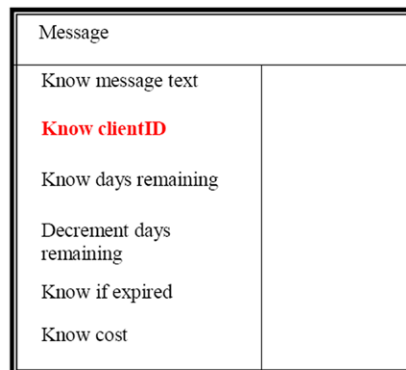 Message
Know message text
Know clientID
Know days remaining
Decrement days
remaining
Know if expired
Know cost